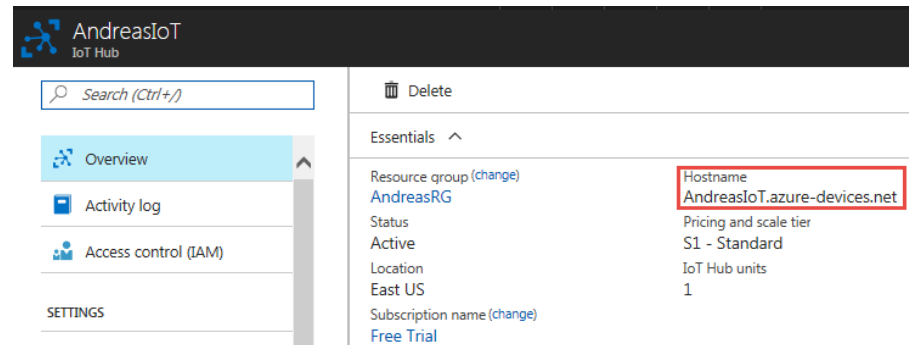 AndreasIoT
IoT Hub
Search (Ctrl+/)
Overview
Activity log
Access control (IAM)
SETTINGS
Delete
Essentials
Resource group (change)
AndreasRG
Status
Active
Location
East US
Subscription name (change)
Free Trial
Hostname
AndreasIoT.azure-devices.net
Pricing and scale tier
S1 - Standard
IoT Hub units
1